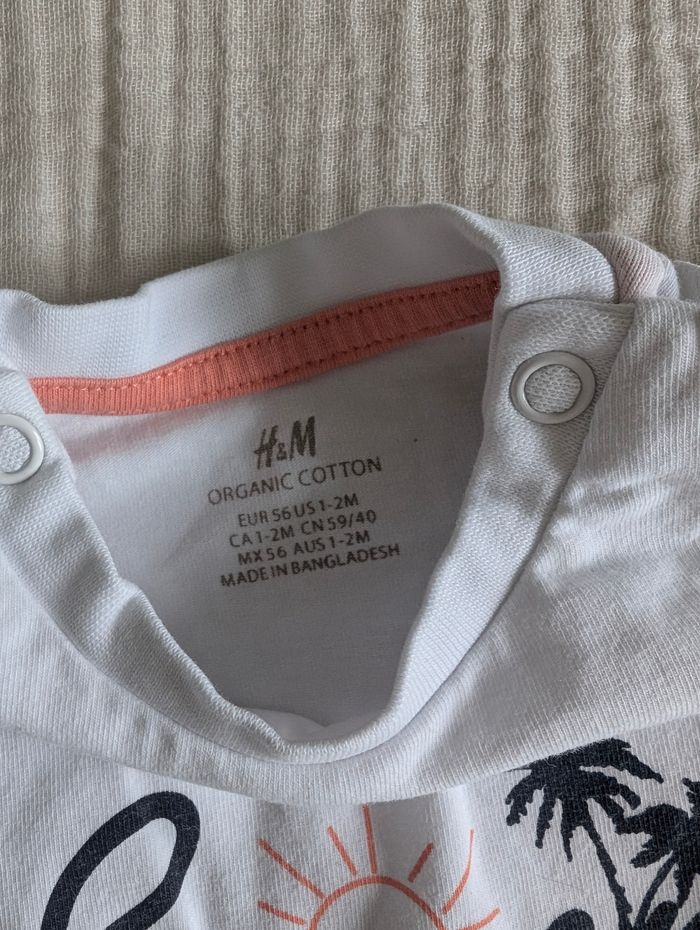 H&M
ORGANIC COTTON
EUR 56 US 1-2M
CA 1-2M CN 59/40
MX 56 AUS 1-2M
MADE IN BANGLADESH